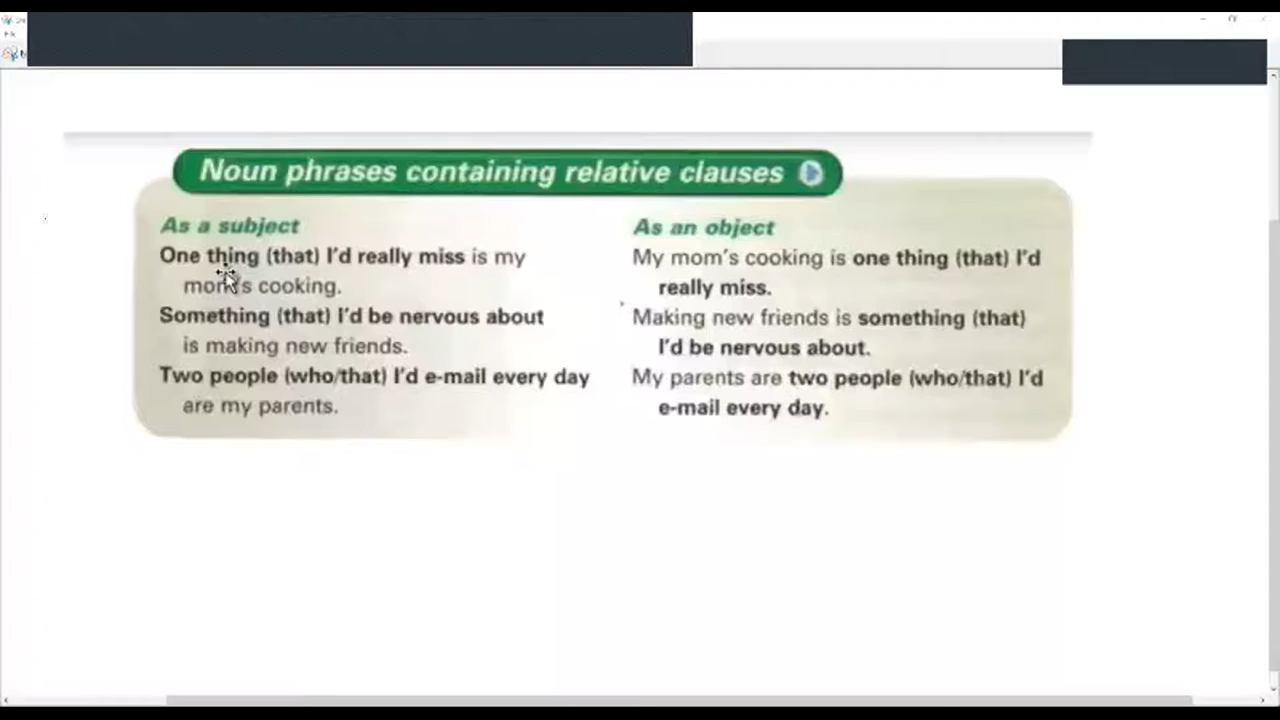 Noun phrases containing relative clauses
As a subject
One thing (that) I'd really miss is my
mom's cooking.
Something (that) I'd be nervous about
is making new friends.
Two people (who/that) I'd e-mail every day
are my parents.
As an object
My mom's cooking is one thing (that) I'd
really miss.
Making new friends is something (that)
I'd be nervous about.
My parents are two people (who/that) I'd
e-mail every day.